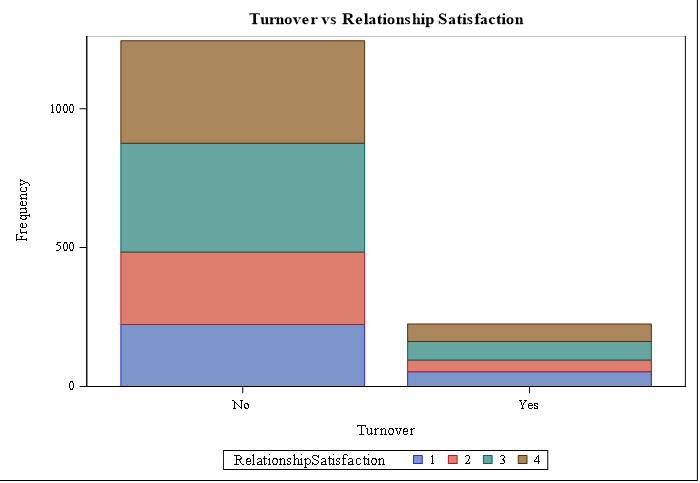 Turnover vs Relationship Satisfaction
1000
500
0
Frequency
No Yes
Turnover
RelationshipSatisfaction 1 2 3 4